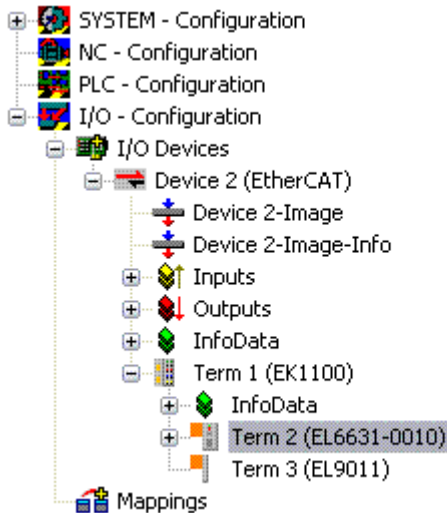 SYSTEM - Configuration
NC - Configuration
PLC - Configuration
I/O - Configuration
I/O Devices
Device 2 (EtherCAT)
Device 2-Image
Device 2-Image-Info
Inputs
Outputs
InfoData
Term 1 (EK1100)
InfoData
Term 2 (EL6631-0010)
Term 3 (EL9011)
Mappings